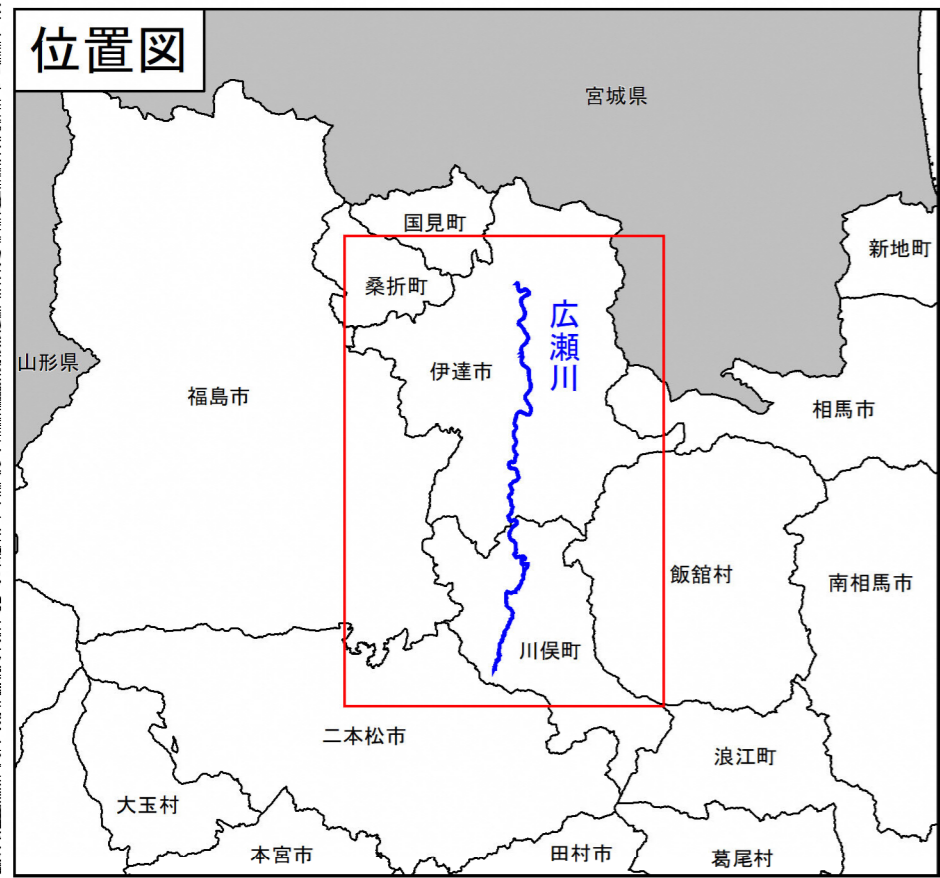 位置図
宮城県
国見町
新地町
桑折町
広瀬川
山形県
伊達市
福島市
相馬市
飯舘村
南相馬市
川俣町
二本松市
浪江町
大玉村
本宮市
田村市
葛尾村